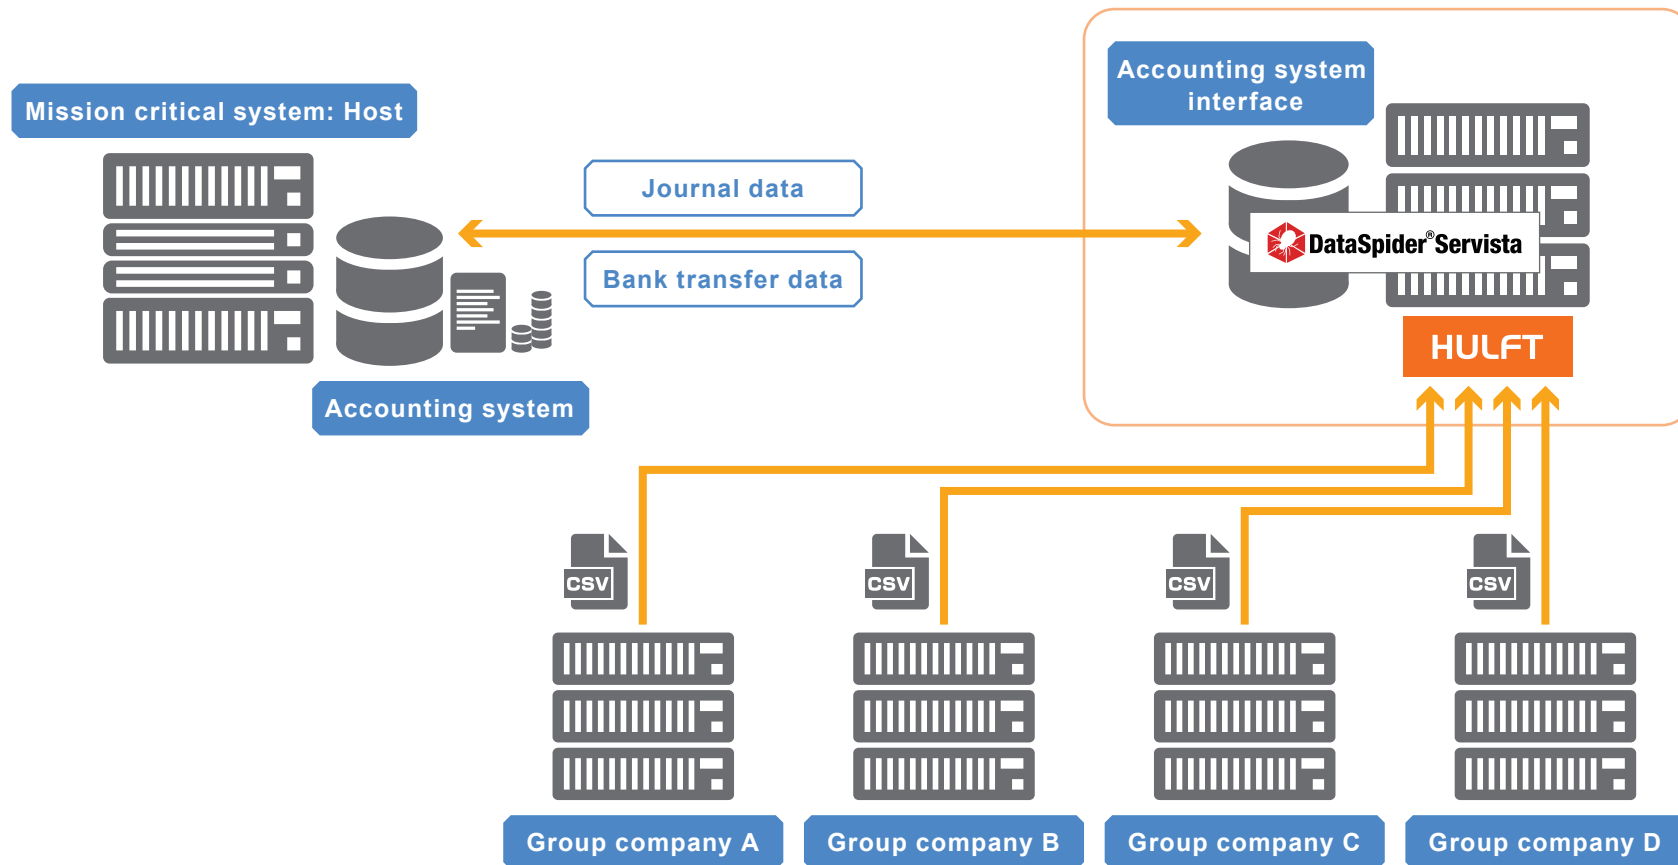 Accounting system
interface
Mission critical system: Host
Journal data
DataSpider®Servista
Bank transfer data
HULFT
Accounting system
CSV
CSV
CSV
CSV
Group company A
Group company B
Group company C
Group company D